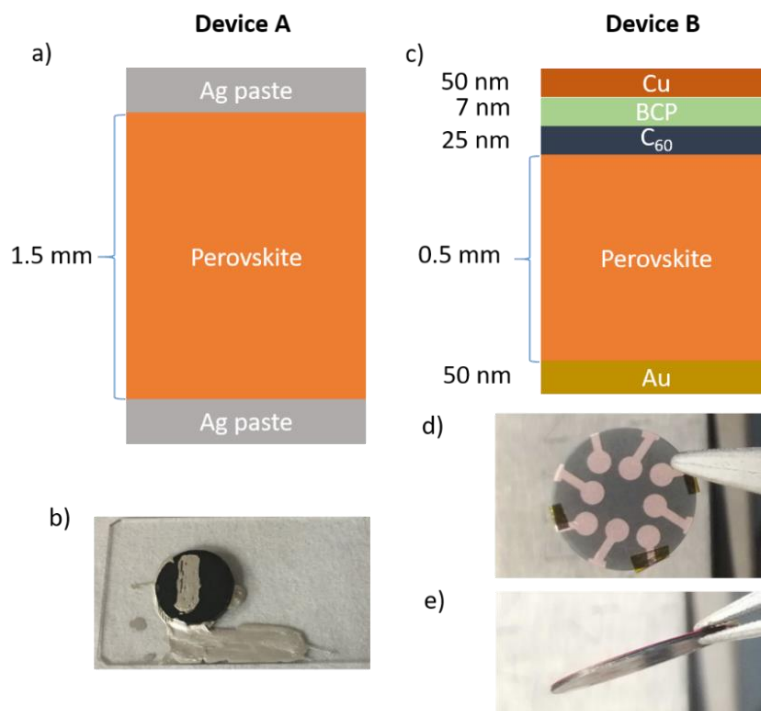 Device A
Device B
a)
Ag paste
1.5 mm
Perovskite
Ag paste
b)
c)
50 nm
Cu
7 nm
BCP
25 nm
C₆₀
0.5 mm
Perovskite
50 nm
Au
d)
e)